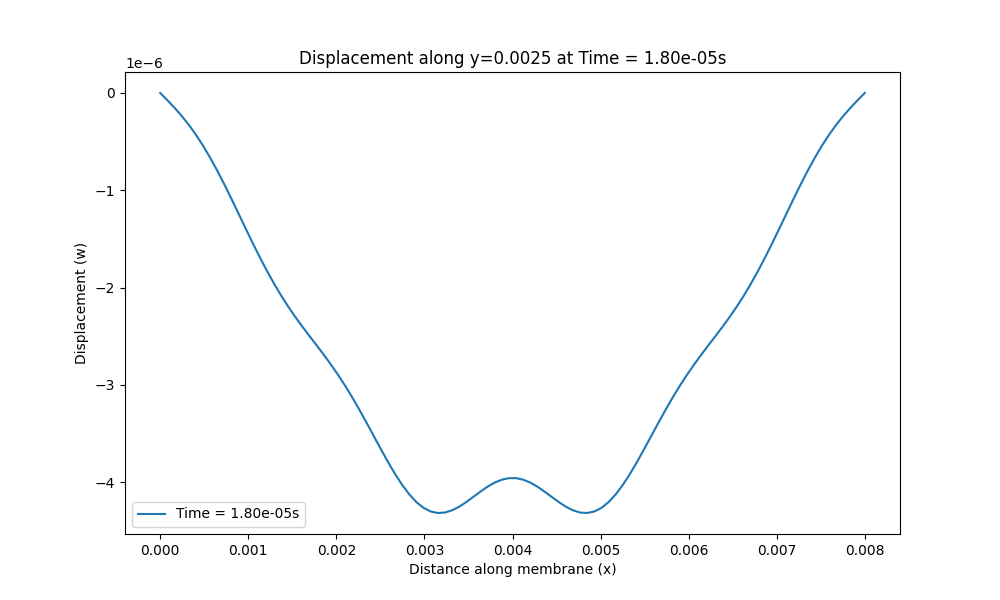 Displacement along y=0.0025 at Time = 1.80e-05s
1e−6
0
−1
−2
−3
−4
Displacement (w)
Time = 1.80e-05s
0.000 0.001 0.002 0.003 0.004 0.005 0.006 0.007 0.008
Distance along membrane (x)